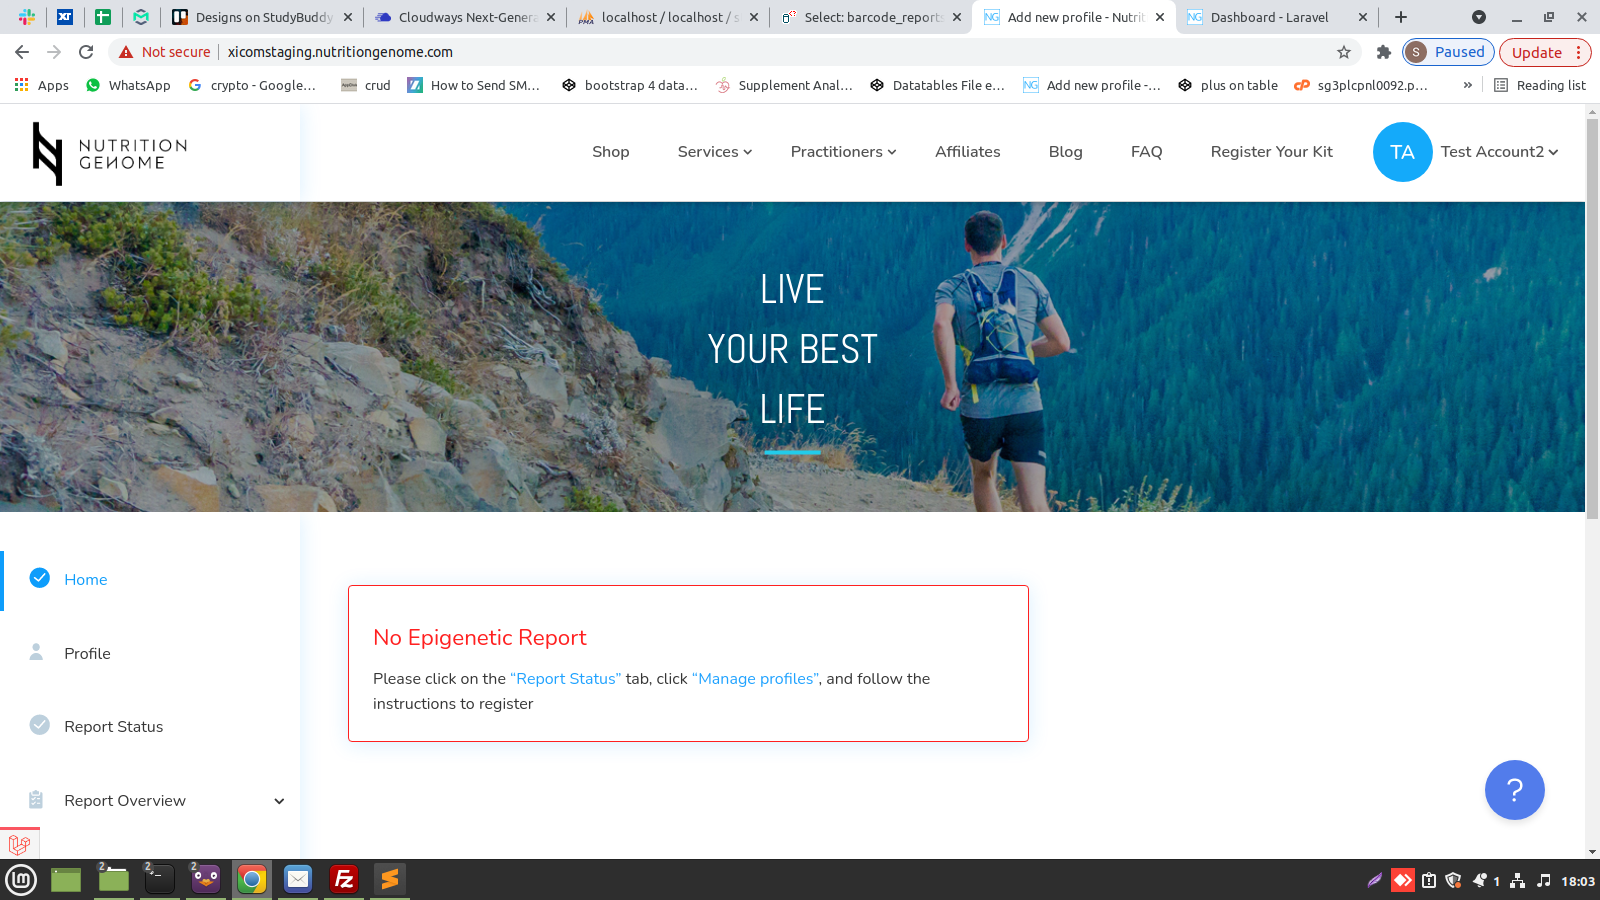 Designs on StudyBuddy
Cloudways Next-Genera
localhost / localhost / s
Select: barcode_reports
Add new profile - Nutrit
Dashboard - Laravel
Not secure
xicomstaging.nutritiongenome.com
S
Paused
Update
Apps
WhatsApp
crypto - Google...
crud
How to Send SM...
bootstrap 4 data...
Supplement Anal...
Datatables File e...
Add new profile -...
plus on table
sg3plcpnl0092.p...
»
Reading list
NUTRITION
GENOME
Shop
Services
Practitioners
Affiliates
Blog
FAQ
Register Your Kit
TA
Test Account2
LIVE
YOUR BEST
LIFE
Home
Profile
Report Status
Report Overview
No Epigenetic Report
Please click on the “Report Status” tab, click “Manage profiles”, and follow the
instructions to register
?
2
2
2
1
18:03